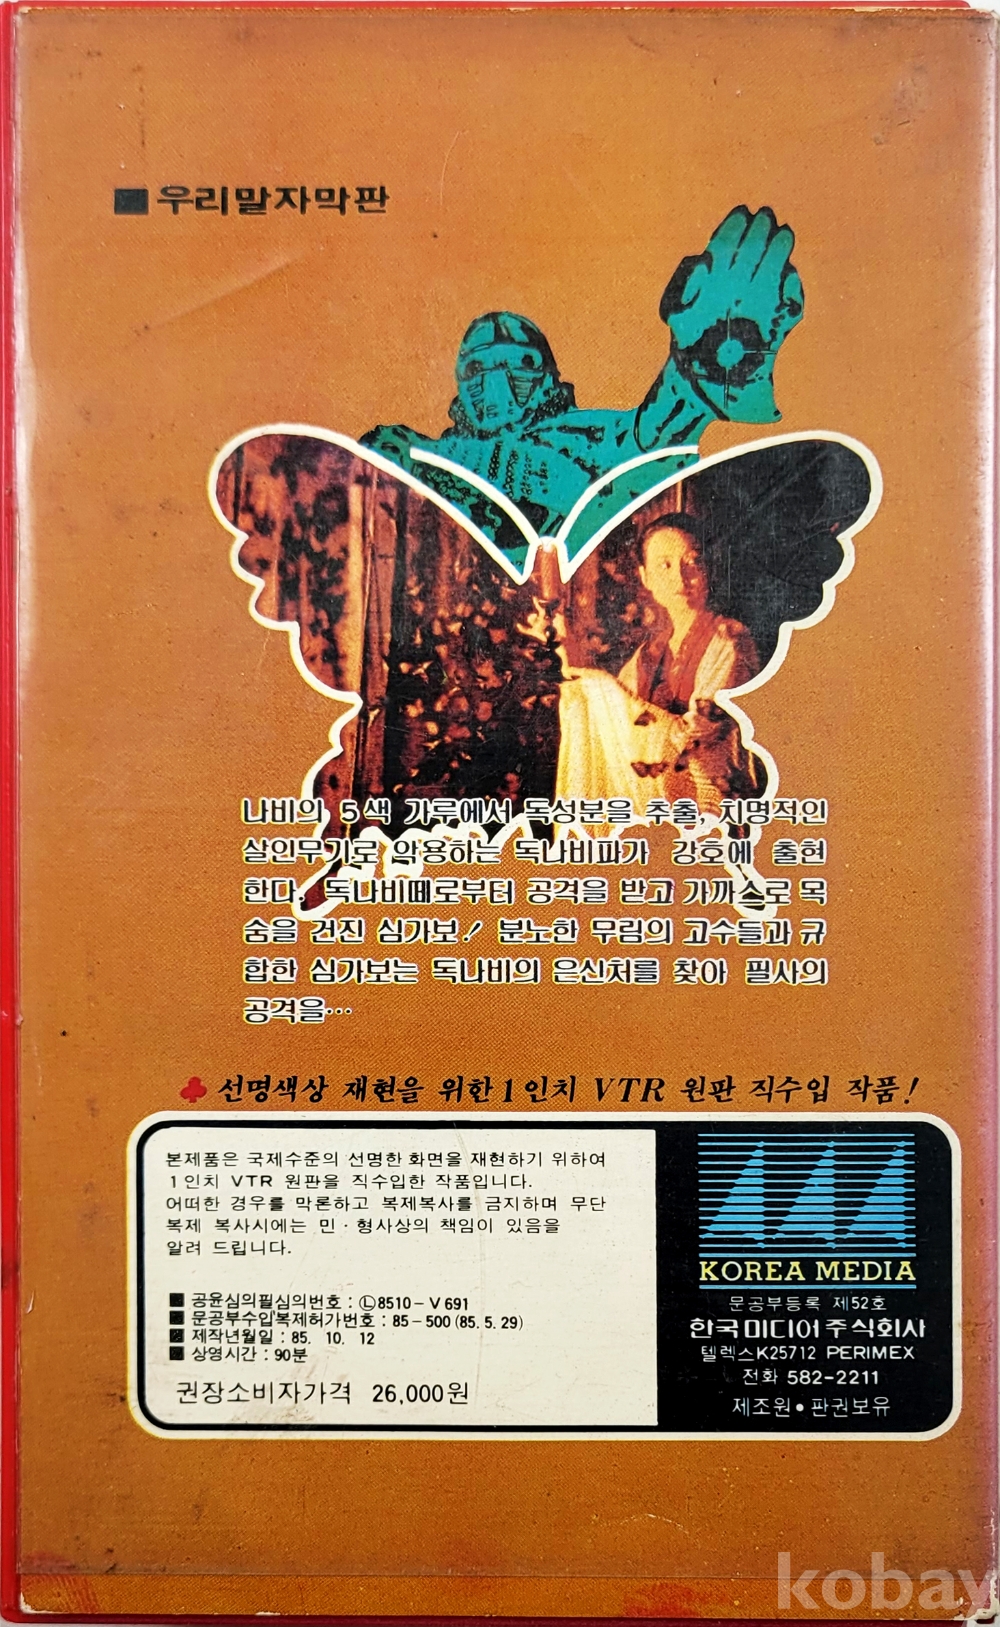 ■ 우리말자막판
나비의 5색 가루에서 독성분을 추출, 치명적인
살인무기로 악용하는 독나비파가 강호에 출현
한다. 독나비떼로부터 공격을 받고 가까스로 목
숨을 건진 심가보! 분노한 무림의 고수들과 규
합한 심가보는 독나비의 은신처를 찾아 필사의
공격을…
♣ 선명색상 재현을 위한 1인치 VTR 원판 직수입 작품!
본제품은 국제수준의 선명한 화면을 재현하기 위하여
1인치 VTR 원판을 직수입한 작품입니다.
어떠한 경우를 막론하고 복제복사를 금지하며 무단
복제 복사시에는 민·형사상의 책임이 있음을
알려 드립니다.
■ 공윤심의필심의번호 : Ⓛ8510-V691
■ 문공부수입복제허가번호 : 85-500 (85. 5. 29)
■ 제작년월일 : 85. 10. 12
■ 상영시간 : 90분
권장소비자가격 26,000원
KOREA MEDIA
문공부등록 제52호
한국미디어주식회사
텔렉스K25712 PERIMEX
전화 582-2211
제조원•판권보유
kobay